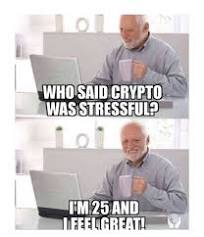 WHO SAID CRYPTO
WAS STRESSFUL?
I'M 25 AND
I FEEL GREAT!